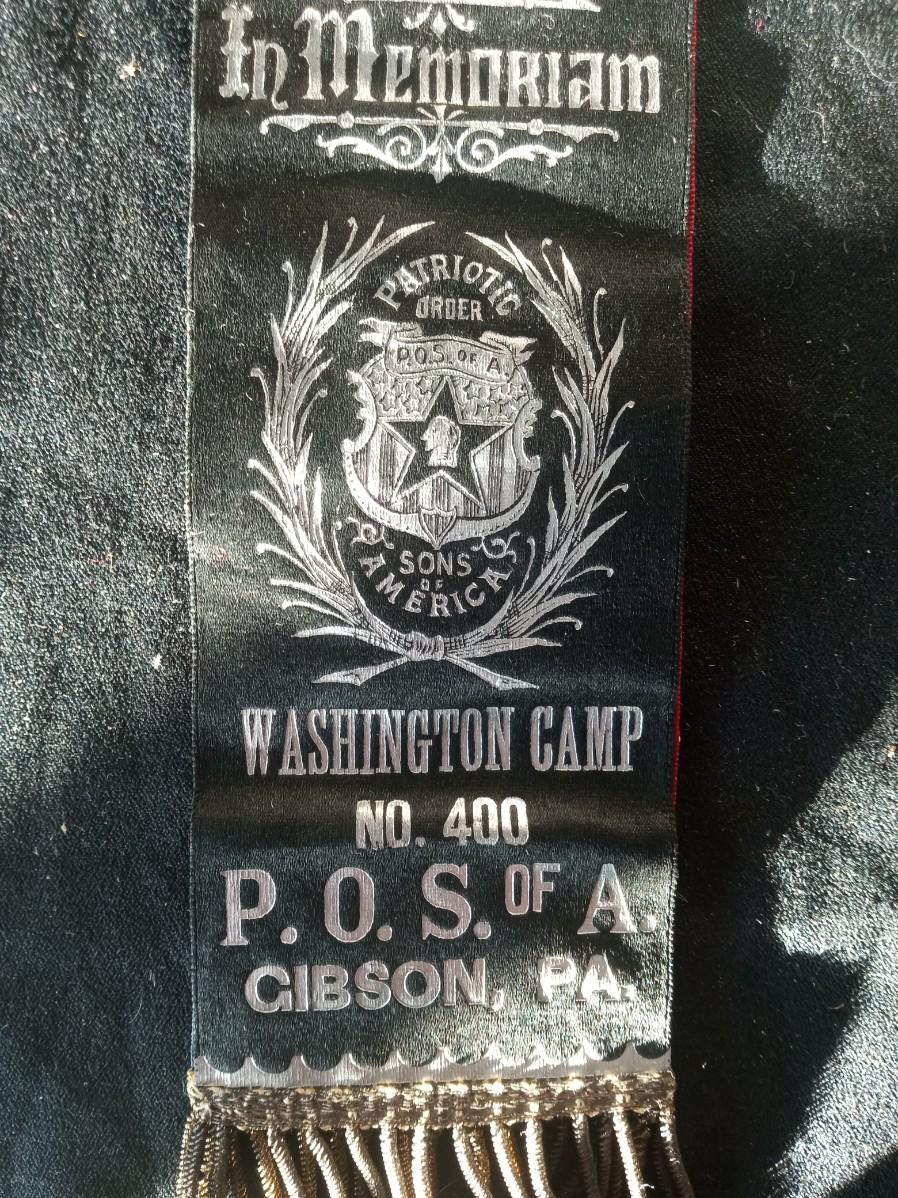 In Memoriam
PATRIOTIC
ORDER
P.O.S. OF A.
SONS
OF
AMERICA
WASHINGTON CAMP
NO. 400
P. O. S. OF A.
GIBSON, PA.